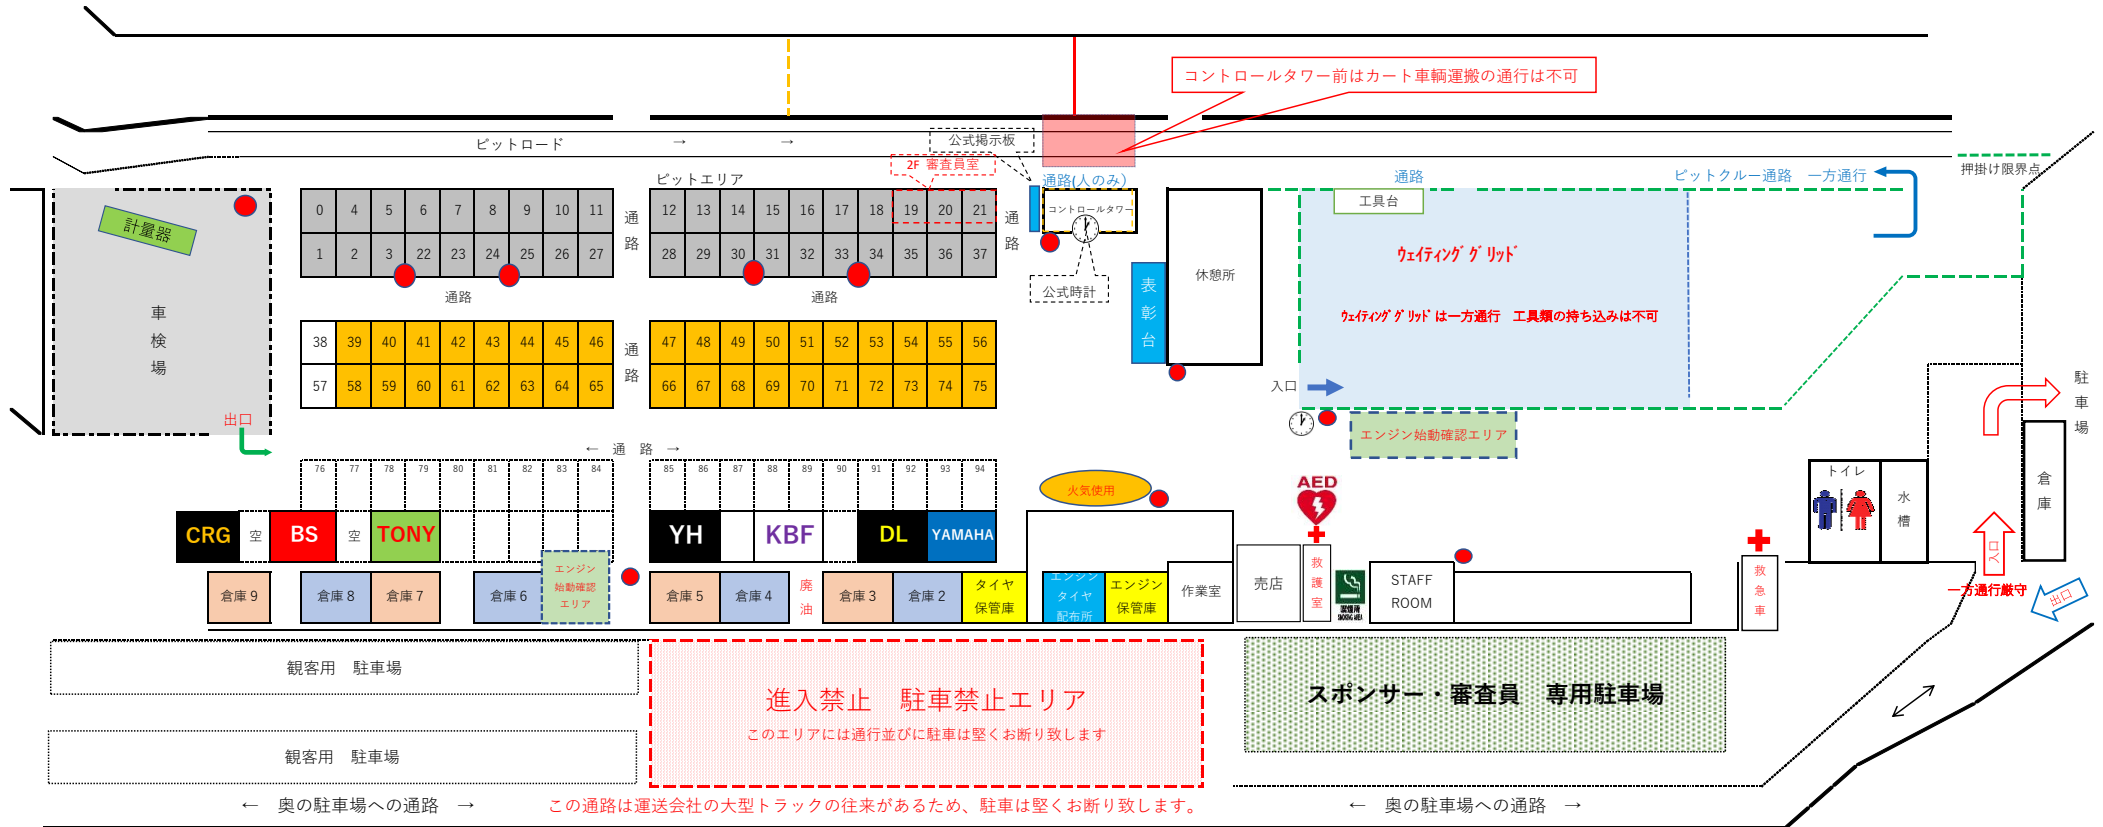 コントロールタワー前はカート車輌運搬の通行は不可
ピットロード → →
公式掲示板
2F 審査員室
押掛け限界点
ピットエリア
通路(人のみ)
通路
ピットクルー通路 一方通行
工具台
計量器
0 4 5 6 7 8 9 10 11
通路
12 13 14 15 16 17 18 19 20 21
通路
コントロールタワー
1 2 3 22 23 24 25 26 27
28 29 30 31 32 33 34 35 36 37
ウェイティンググリッド
休憩所
表彰台
公式時計
通路
通路
車検場
ウェイティンググリッドは一方通行 工具類の持ち込みは不可
38 39 40 41 42 43 44 45 46
通路
47 48 49 50 51 52 53 54 55 56
57 58 59 60 61 62 63 64 65
66 67 68 69 70 71 72 73 74 75
入口
駐車場
出口
エンジン始動確認エリア
← 通 路 →
76 77 78 79 80 81 82 83 84
85 86 87 88 89 90 91 92 93 94
火気使用
AED
トイレ
水槽
倉庫
CRG
空
BS
空
TONY
YH
KBF
DL
YAMAHA
入口
一方通行厳守
出口
エンジン
始動確認
エリア
倉庫9
倉庫8
倉庫7
倉庫6
倉庫5
倉庫4
廃油
倉庫3
倉庫2
タイヤ
保管庫
エンジン
タイヤ
配布所
エンジン
保管庫
作業室
売店
救護室
喫煙所
SMOKING AREA
STAFF
ROOM
救急車
観客用 駐車場
進入禁止 駐車禁止エリア
このエリアには通行並びに駐車は堅くお断り致します
スポンサー・審査員 専用駐車場
観客用 駐車場
← 奥の駐車場への通路 →
この通路は運送会社の大型トラックの往来があるため、駐車は堅くお断り致します。
← 奥の駐車場への通路 →